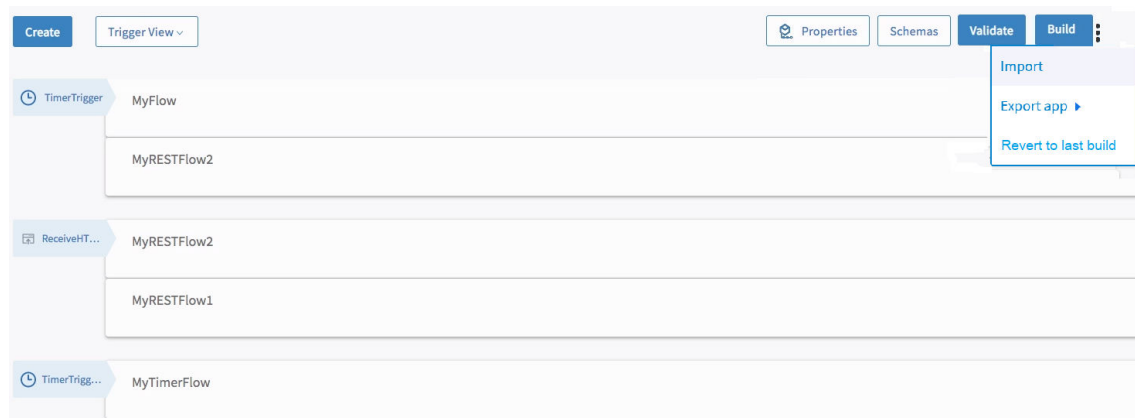 Create
Trigger View
Properties
Schemas
Validate
Build
Import
Export app
Revert to last build
TimerTrigger
MyFlow
MyRESTFlow2
ReceiveHT...
MyRESTFlow2
MyRESTFlow1
TimerTrigg...
MyTimerFlow